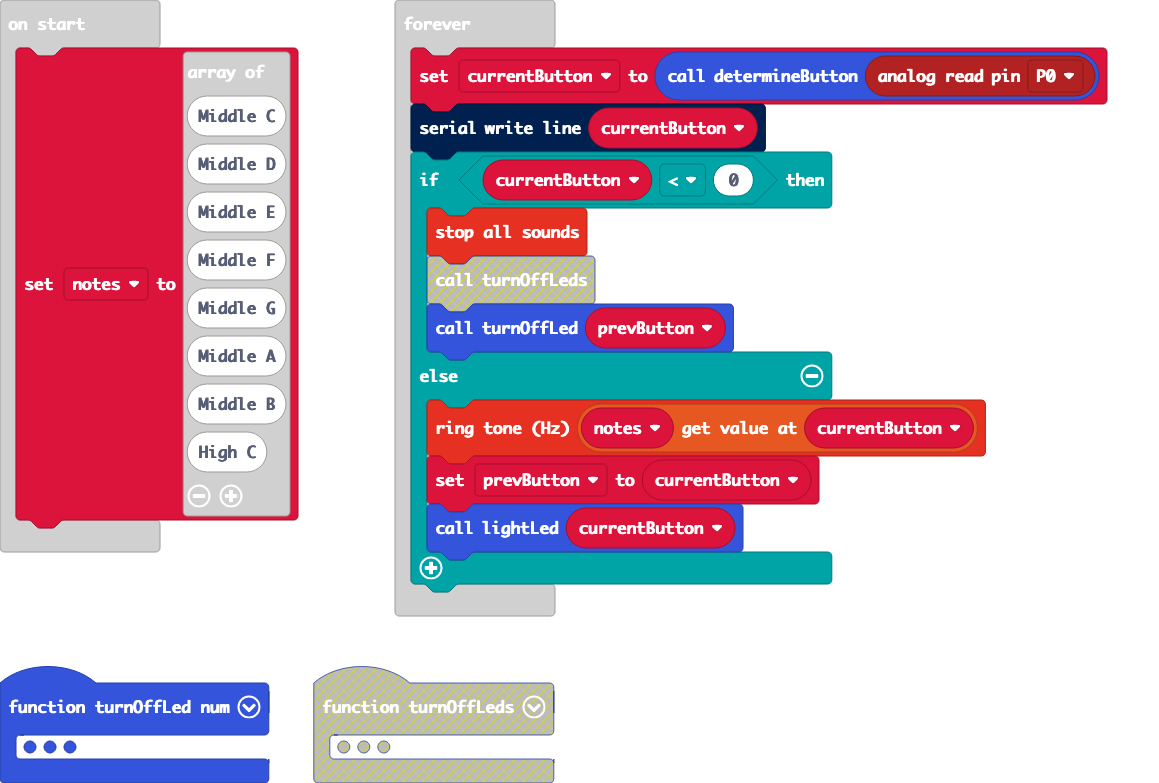 on start
array of
Middle C
Middle D
Middle E
Middle F
set notes to
Middle G
Middle A
Middle B
High C
forever
set currentButton to call determineButton analog read pin P0
serial write line currentButton
if currentButton < 0 then
stop all sounds
call turnOffLeds
call turnOffLed prevButton
else
ring tone (Hz) notes get value at currentButton
set prevButton to currentButton
call lightLed currentButton
function turnOffLed num
function turnOffLeds